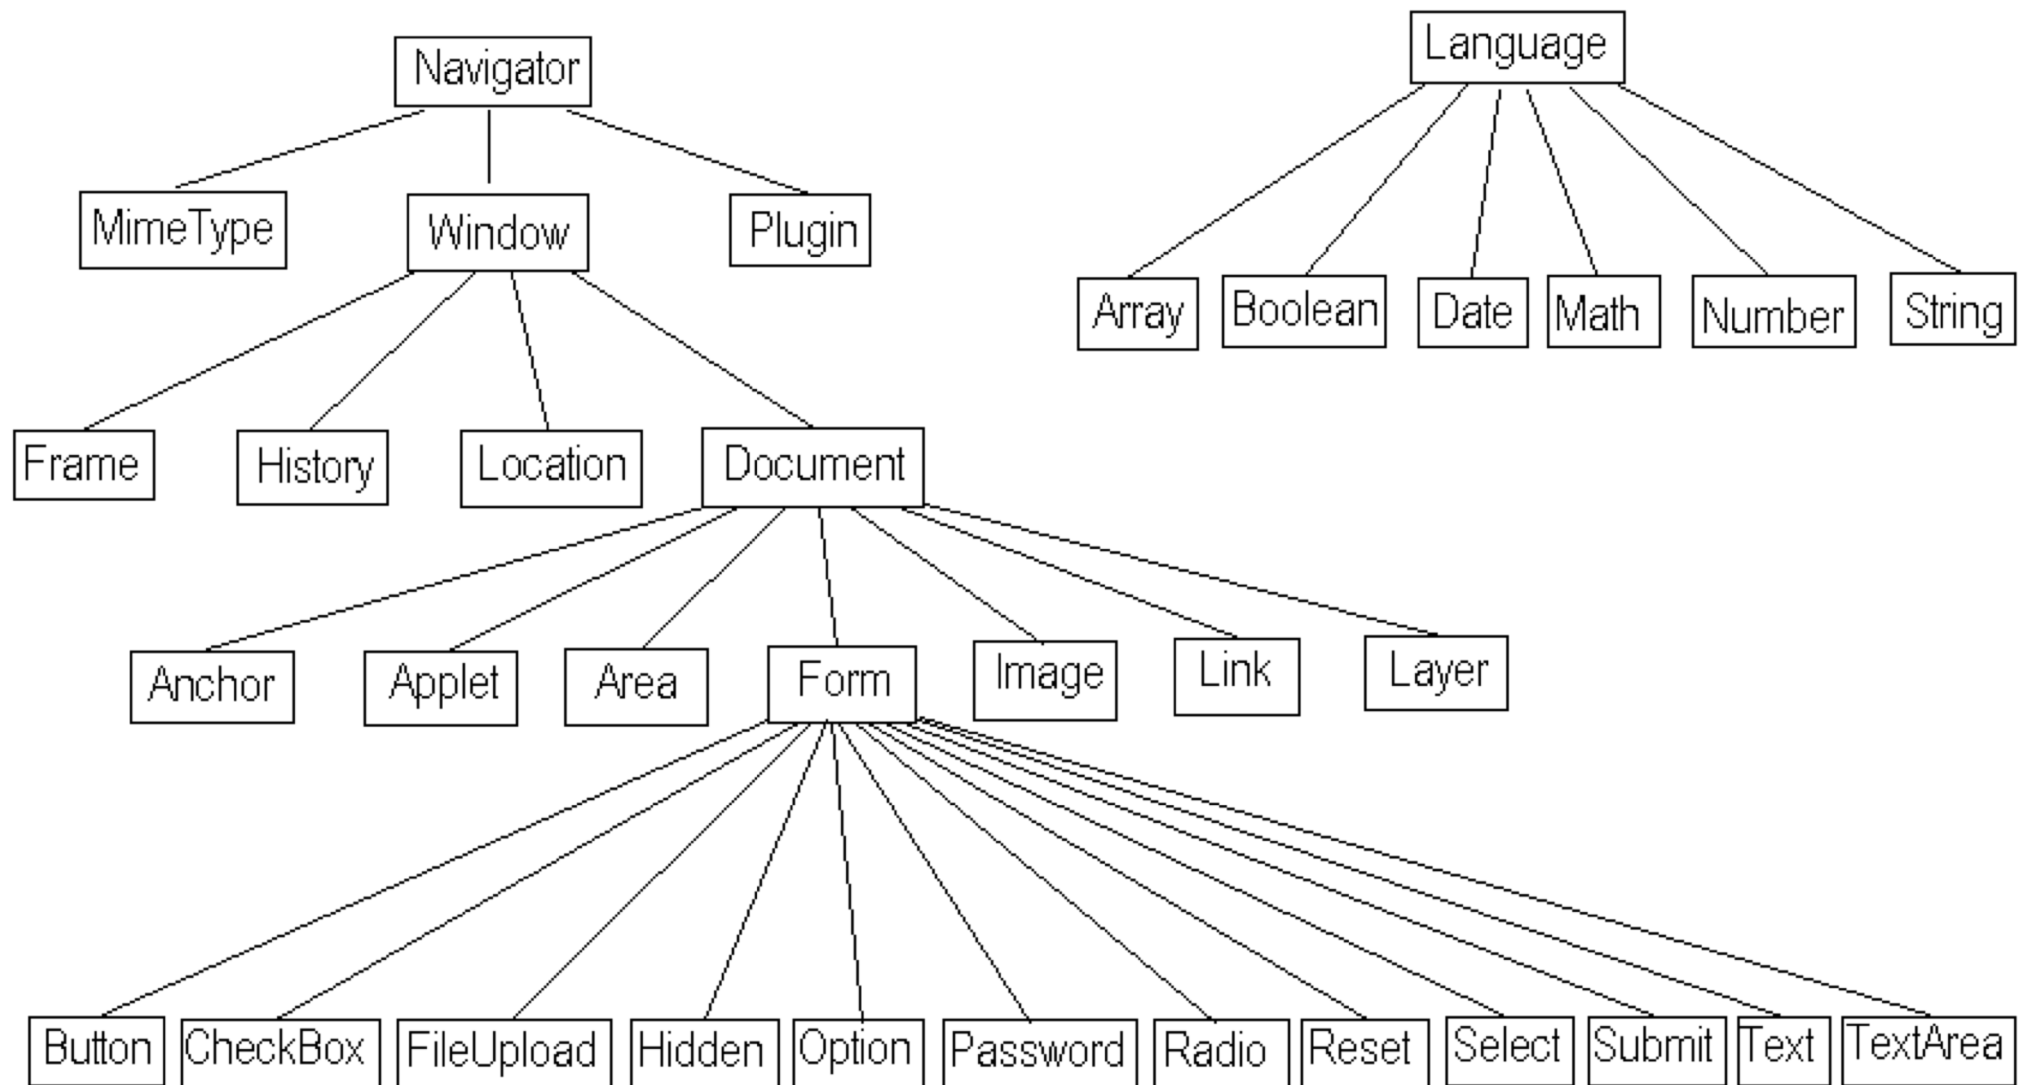 Navigator
Language
MimeType
Window
Plugin
Array
Boolean
Date
Math
Number
String
Frame
History
Location
Document
Anchor
Applet
Area
Form
Image
Link
Layer
Button
CheckBox
FileUpload
Hidden
Option
Password
Radio
Reset
Select
Submit
Text
TextArea